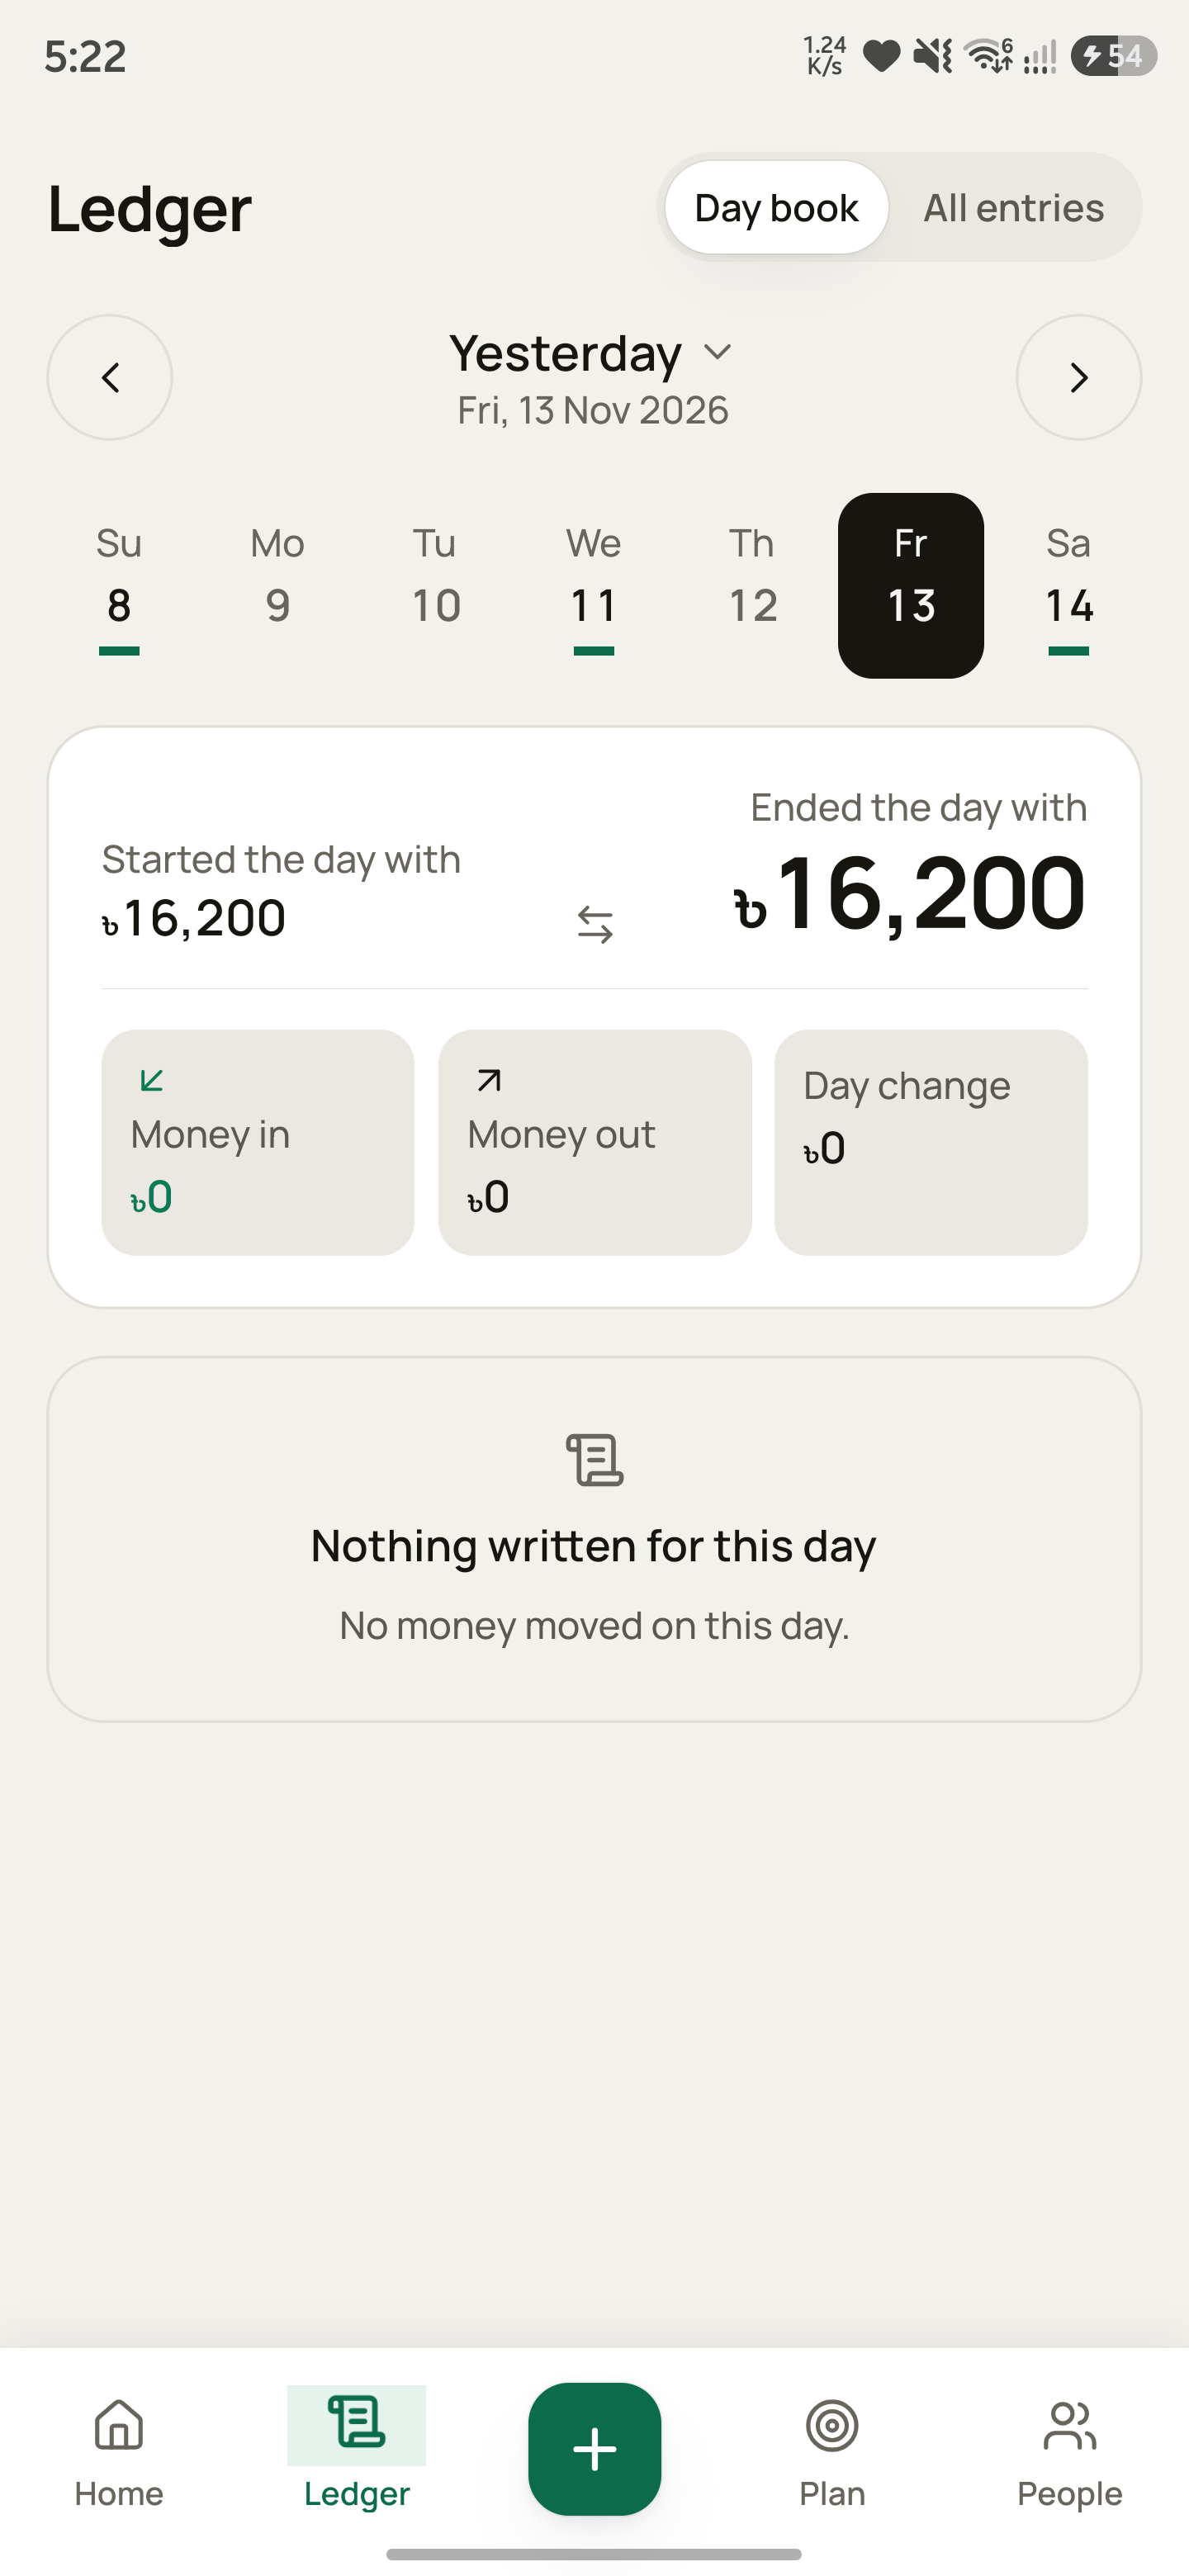 5:22
1.24
K/s
6
54
Ledger
Day book
All entries
Yesterday
Fri, 13 Nov 2026
Su Mo Tu We Th Fr Sa
8 9 10 11 12 13 14
Started the day with
৳16,200
Ended the day with
৳16,200
Money in
৳0
Money out
৳0
Day change
৳0
Nothing written for this day
No money moved on this day.
Home
Ledger
Plan
People